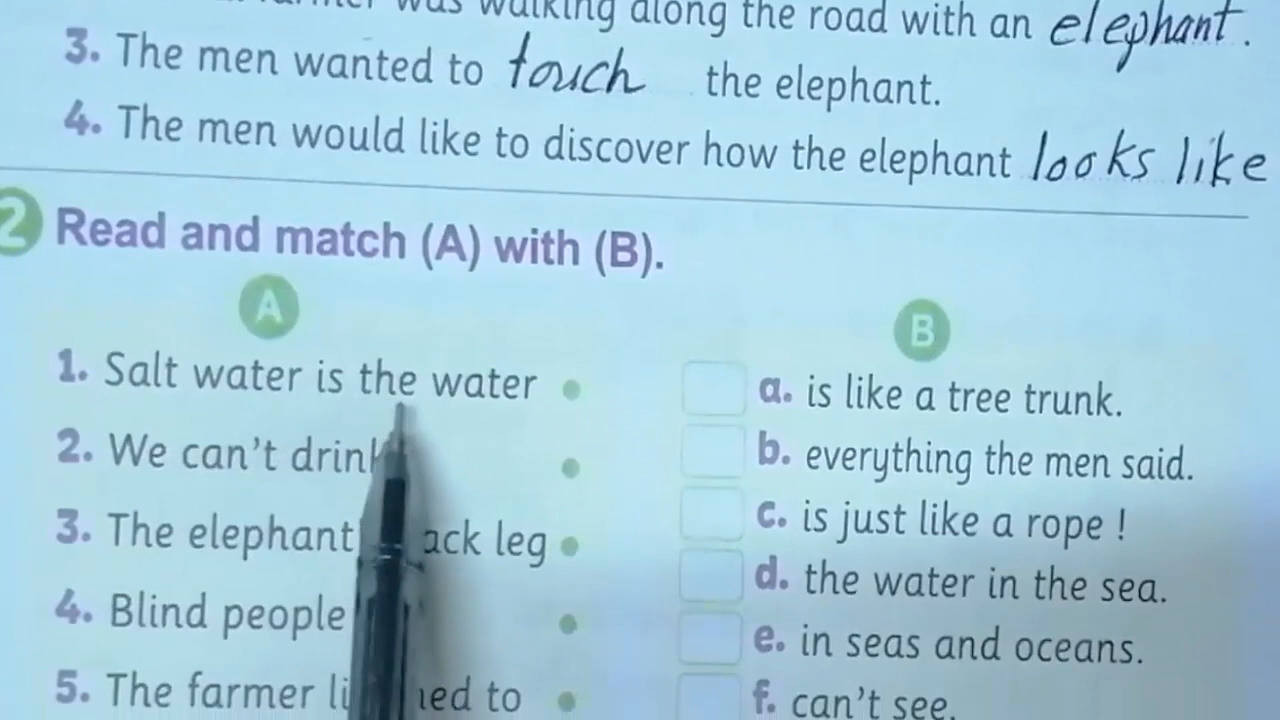 was walking along the road with an elephant.
3. The men wanted to touch the elephant.
4. The men would like to discover how the elephant looks like
2 Read and match (A) with (B).
A
B
1. Salt water is the water
a. is like a tree trunk.
2. We can't drink
b. everything the men said.
3. The elephant leg
c. is just like a rope !
d. the water in the sea.
4. Blind people
e. in seas and oceans.
5. The farmer to
f. can't see.